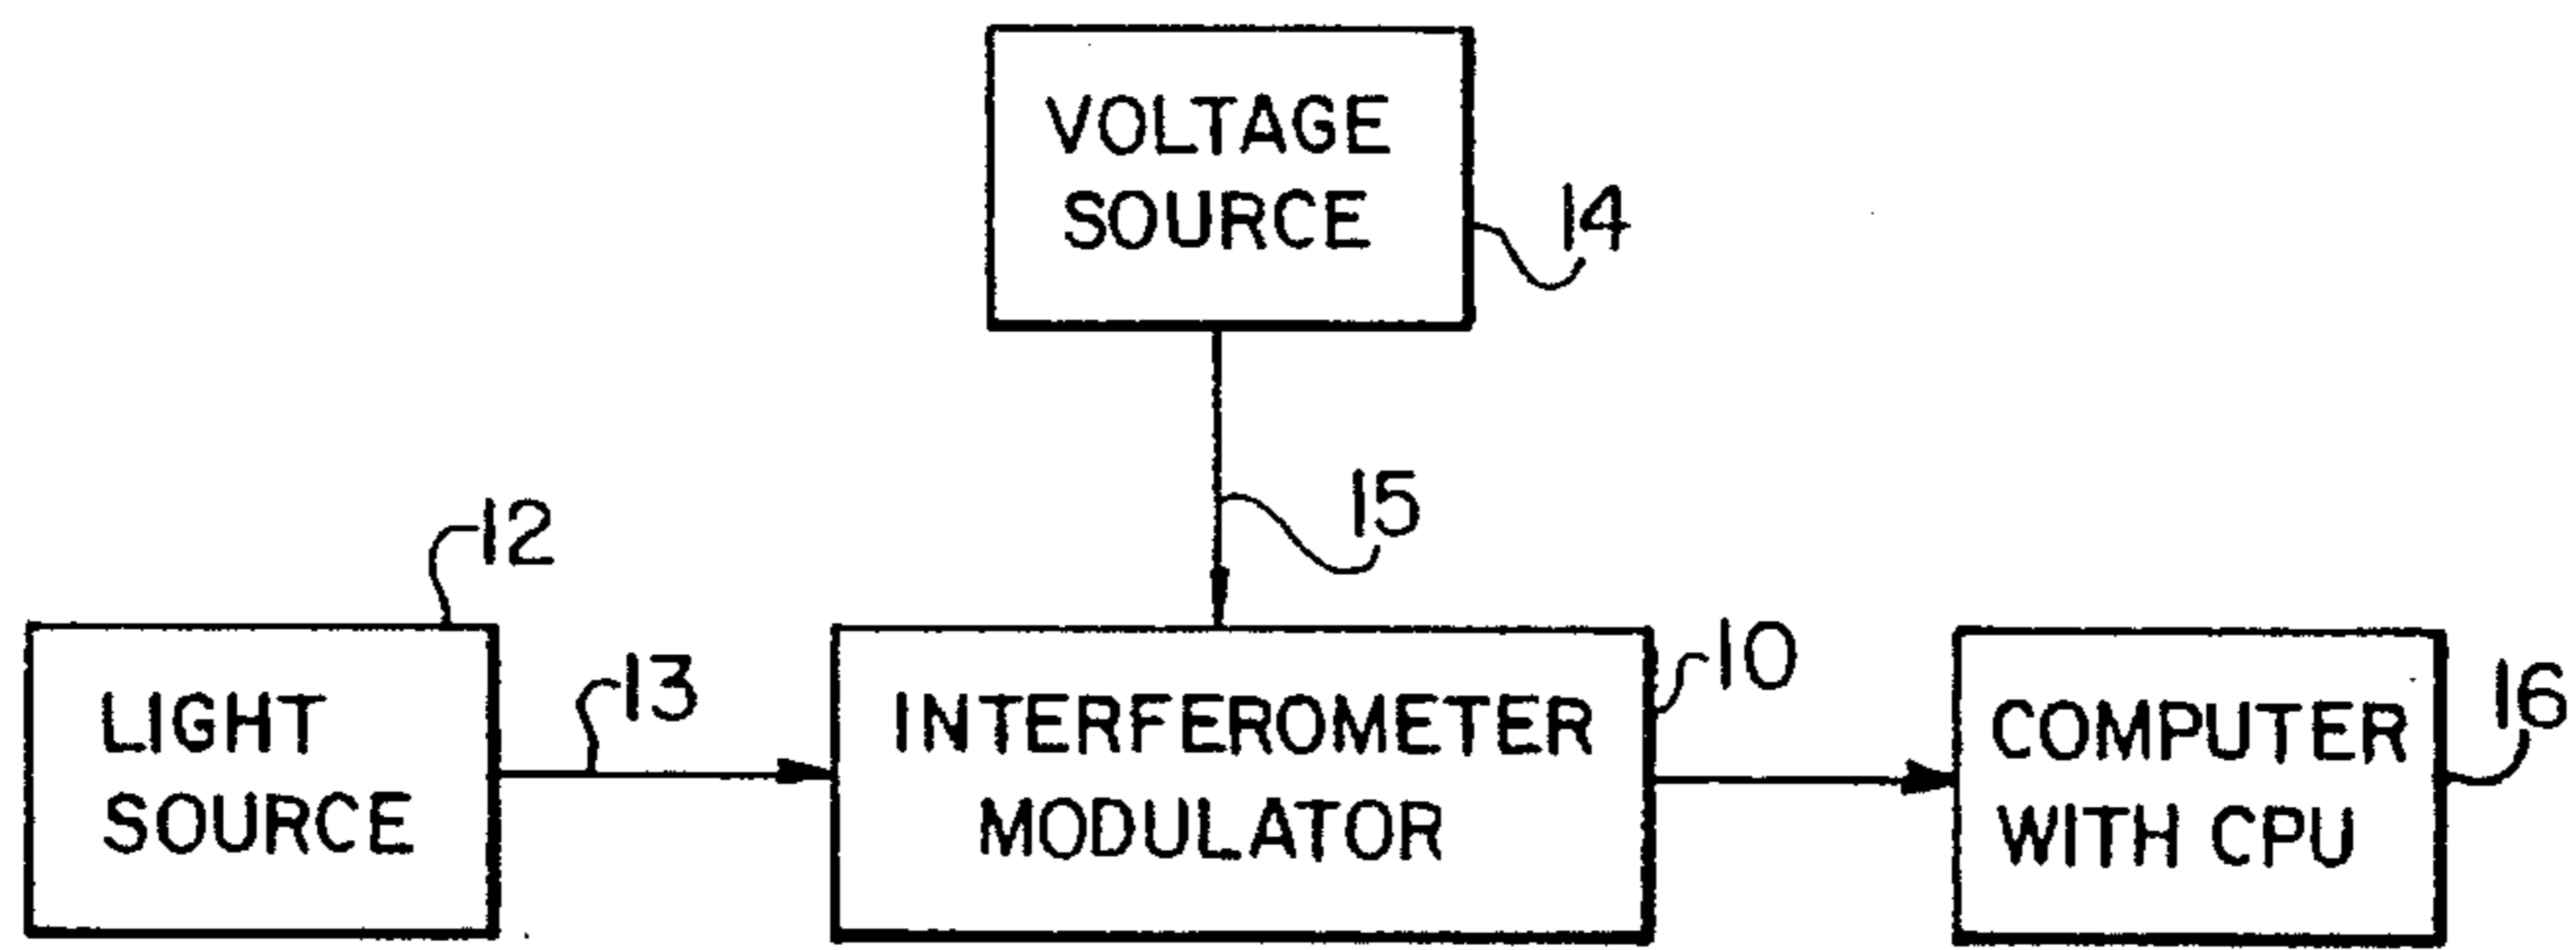 VOLTAGE
SOURCE
14
15
12
13
10
16
LIGHT
SOURCE
INTERFEROMETER
MODULATOR
COMPUTER
WITH CPU